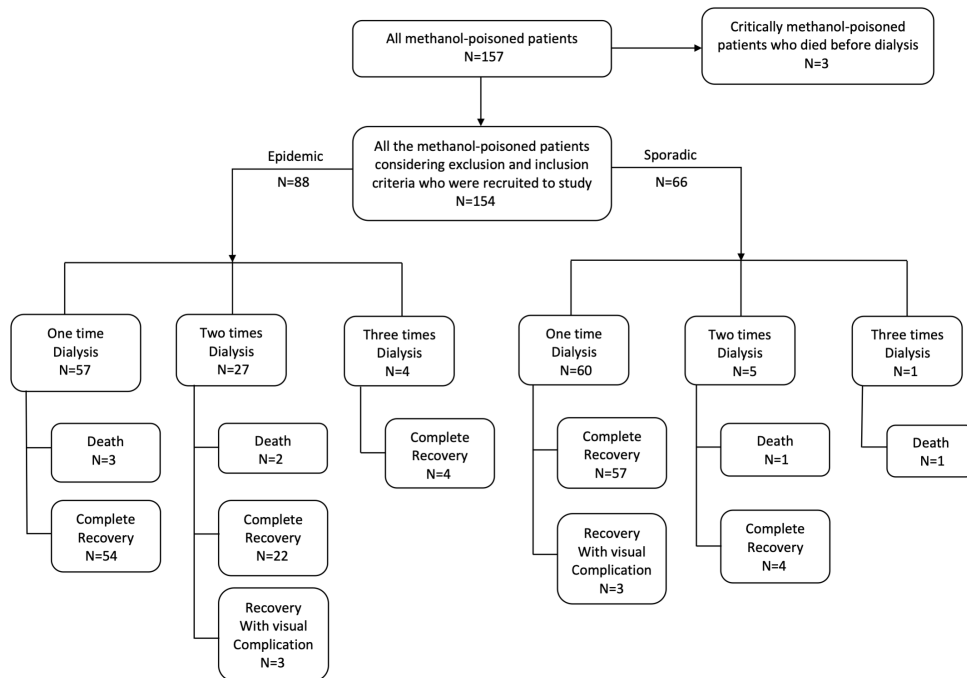 All methanol-poisoned
patients
N=157
Critically methanol-poisoned
patients who died before dialysis
N=3
All the methanol-poisoned patients
considering exclusion and inclusion
criteria who were recruited to study
N=154
Epidemic
N=88
Sporadic
N=66
One time
Dialysis
N=57
Two times
Dialysis
N=27
Three times
Dialysis
N=4
One time
Dialysis
N=60
Two times
Dialysis
N=5
Three times
Dialysis
N=1
Death
N=3
Complete
Recovery
N=54
Death
N=2
Complete
Recovery
N=22
Recovery
With visual
Complication
N=3
Complete
Recovery
N=4
Complete
Recovery
N=57
Recovery
With visual
Complication
N=3
Death
N=1
Complete
Recovery
N=4
Death
N=1